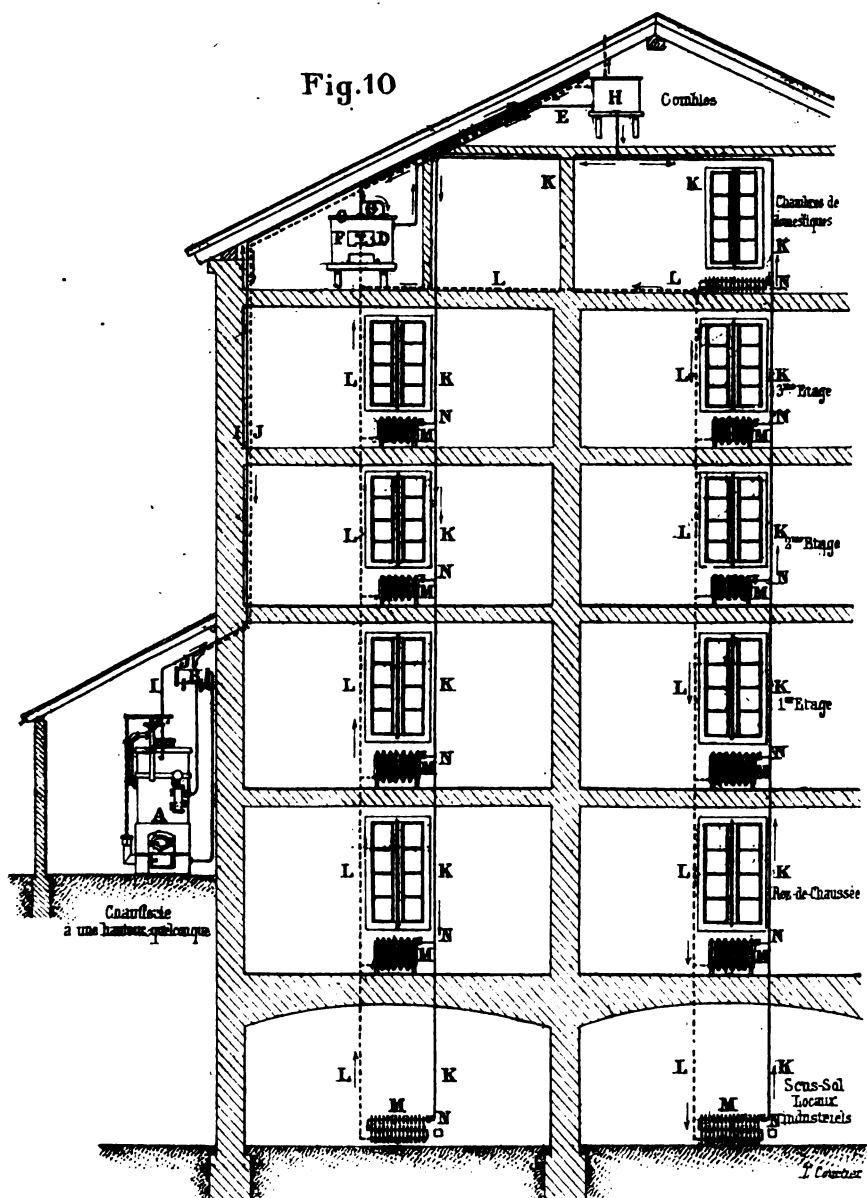 Fig.10
H
Combles
E
K
K
Chambres de
domestiques
G
F
D
K
L
L
N
L
K
L
K
3me Etage
N
N
J
M
M
L
K
L
K
2me Etage
N
N
M
M
I
L
K
L
K
1er Etage
N
N
M
M
A
L
K
L
K
Rez-de-Chaussée
Chaufferie
à une hauteur quelconque
N
N
M
M
L
K
L
K
Sous-Sol
Locaux
industriels
M
N
M
N